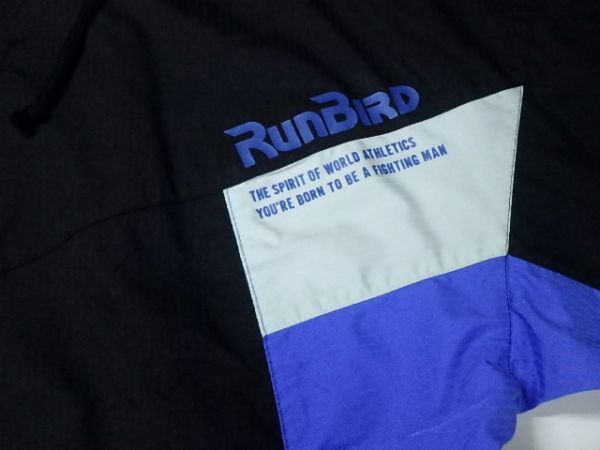 RUNBIRD
THE SPIRIT OF WORLD ATHLETICS
YOU'RE BORN TO BE A FIGHTING MAN